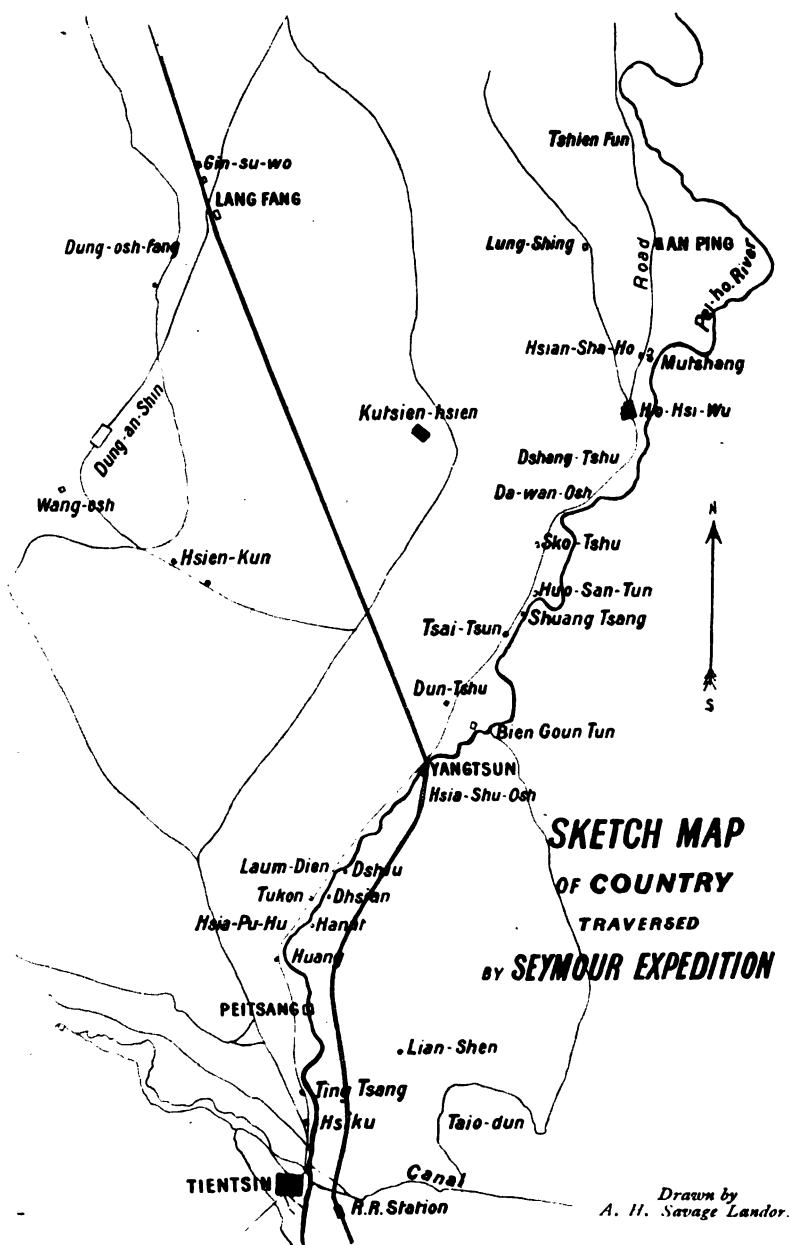 Tshien Fun
Gin-su-wo
LANG FANG
Dung-osh-fang
Lung-Shing
Road
AN PING
Pei-ho River
Hsian-Sha-Ho
Mutshang
Kutsien-hsien
Ho-Hsi-Wu
Dung-an-Shin
Dshang-Tshu
Da-wan-Osh
Wang-osh
N
Sko-Tshu
Hsien-Kun
Huo-San-Tun
Shuang Tsang
Tsai-Tsun
Dun-Tshu
S
Bien Goun Tun
YANGTSUN
Hsia-Shu-Osh
SKETCH MAP
OF COUNTRY
TRAVERSED
BY SEYMOUR EXPEDITION
Laum-Dien
Tukon
Dhsian
Hsia-Pu-Hu
Huang
PEITSANG
Lian-Shen
Ting Tsang
Hsiku
Taio-dun
Canal
TIENTSIN
R.R. Station
Drawn by
A. H. Savage Landor.